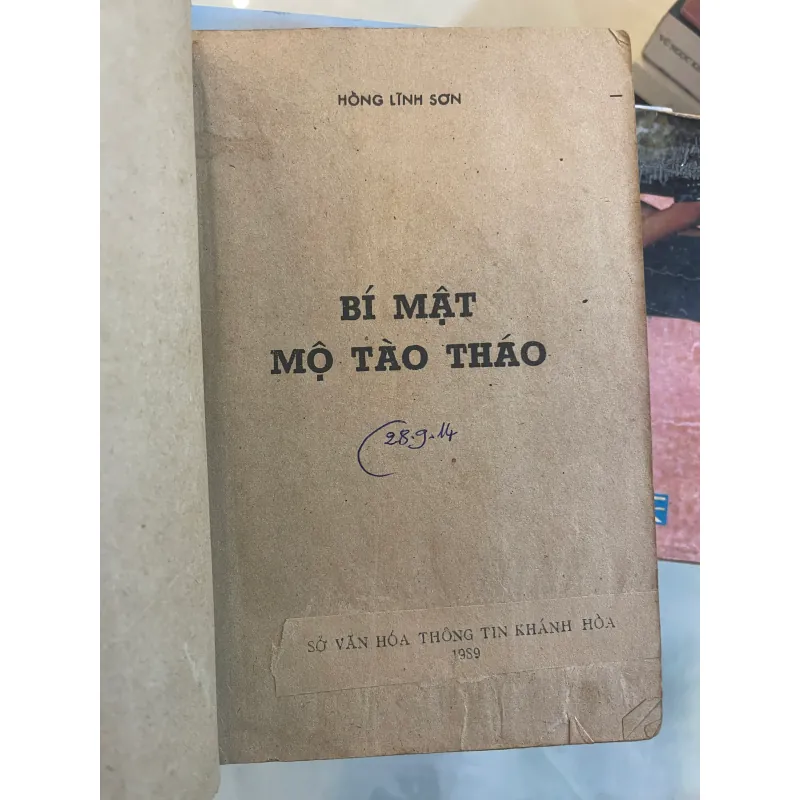 HỒNG LĨNH SƠN
BÍ MẬT
MỘ TÀO THÁO
28.9.14
SỞ VĂN HÓA THÔNG TIN KHÁNH HÒA
1989